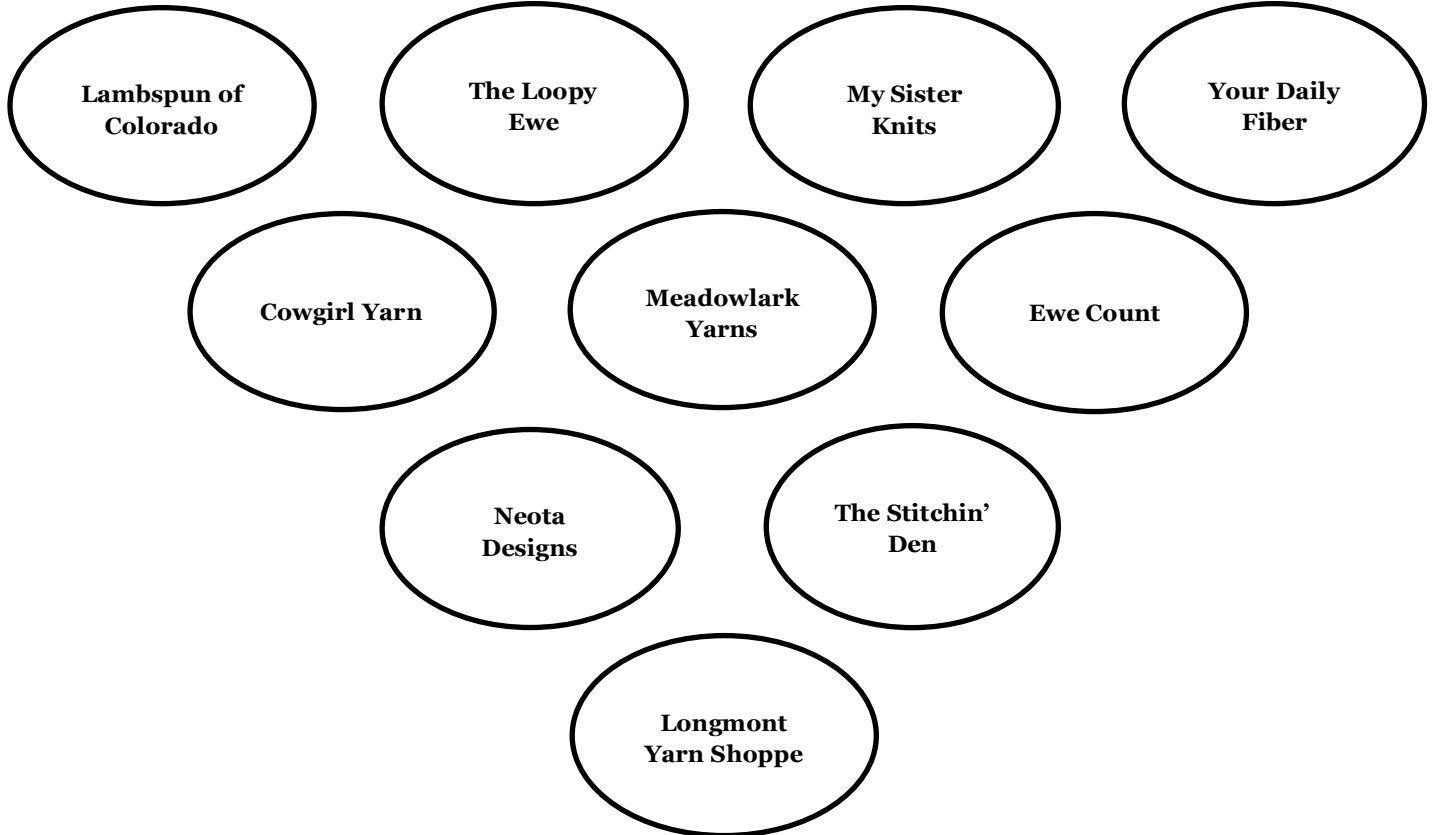 Lambspun of
Colorado
The Loopy
Ewe
My Sister
Knits
Your Daily
Fiber
Cowgirl Yarn
Meadowlark
Yarns
Ewe Count
Neota
Designs
The Stitchin’
Den
Longmont
Yarn Shoppe